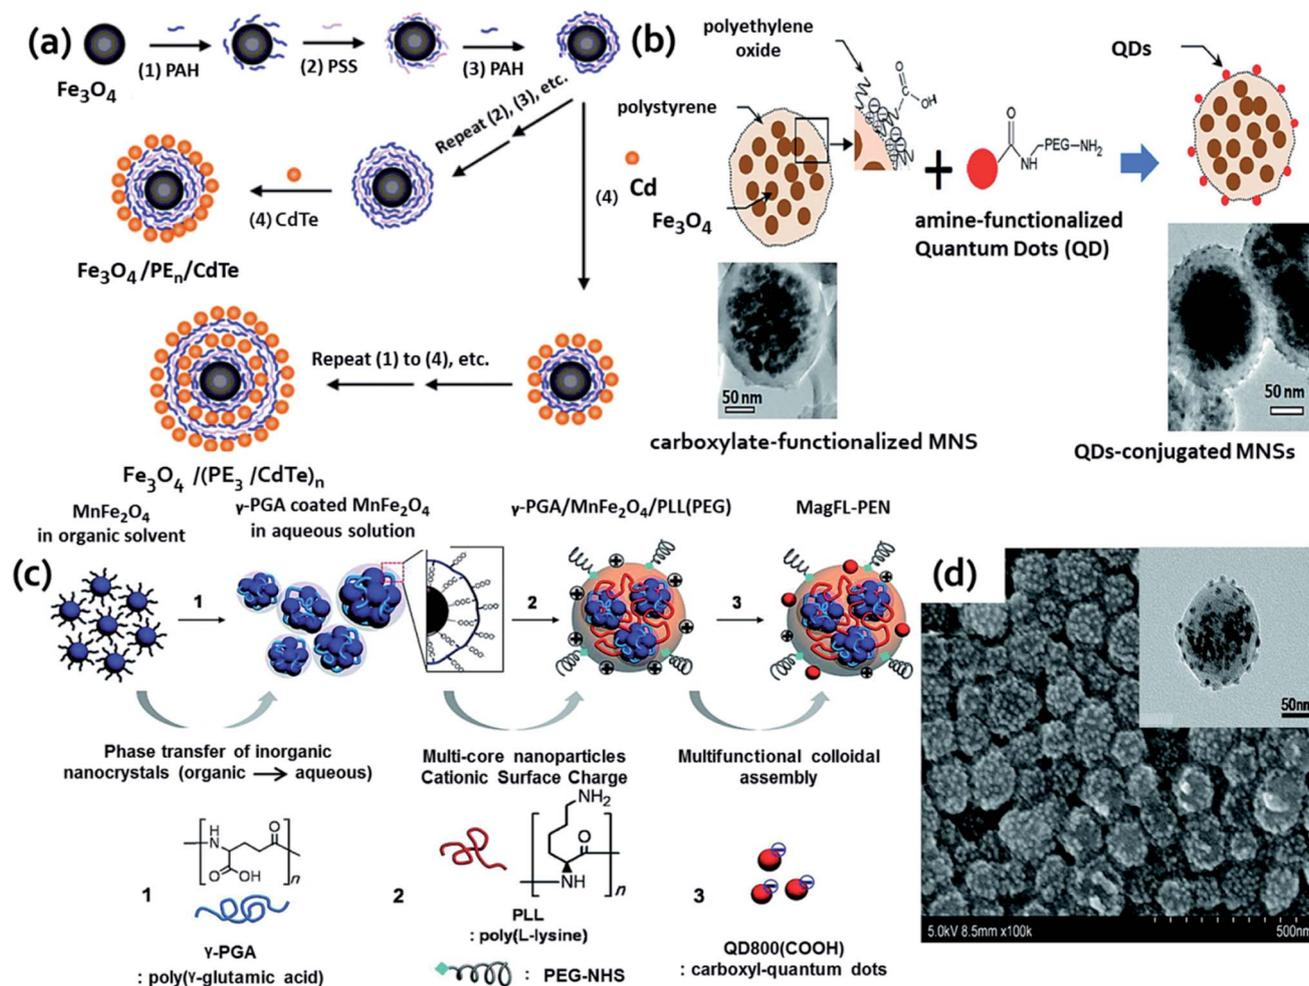 (a)
Fe3O4
(1) PAH
(2) PSS
(3) PAH
Repeat (2), (3), etc.
(4) CdTe
(4)
Cd
Fe3O4 /PEn/CdTe
Repeat (1) to (4), etc.
Fe3O4 /(PE3 /CdTe)n
(b)
polyethylene
oxide
polystyrene
Fe3O4
O
OH
+
O
NH
PEG-NH2
amine-functionalized
Quantum Dots (QD)
QDs
50 nm
carboxylate-functionalized MNS
50 nm
QDs-conjugated MNSs
(c)
MnFe2O4
in organic solvent
γ-PGA coated MnFe2O4
in aqueous solution
γ-PGA/MnFe2O4/PLL(PEG)
MagFL-PEN
1
2
3
Phase transfer of inorganic
nanocrystals (organic → aqueous)
Multi-core nanoparticles
Cationic Surface Charge
Multifunctional colloidal
assembly
1
H
N
O
O
OH
n
γ-PGA
: poly(γ-glutamic acid)
2
NH2
O
NH
n
PLL
: poly(L-lysine)
: PEG-NHS
3
QD800(COOH)
: carboxyl-quantum dots
(d)
50nm
5.0kV 8.5mm x100k
500nm